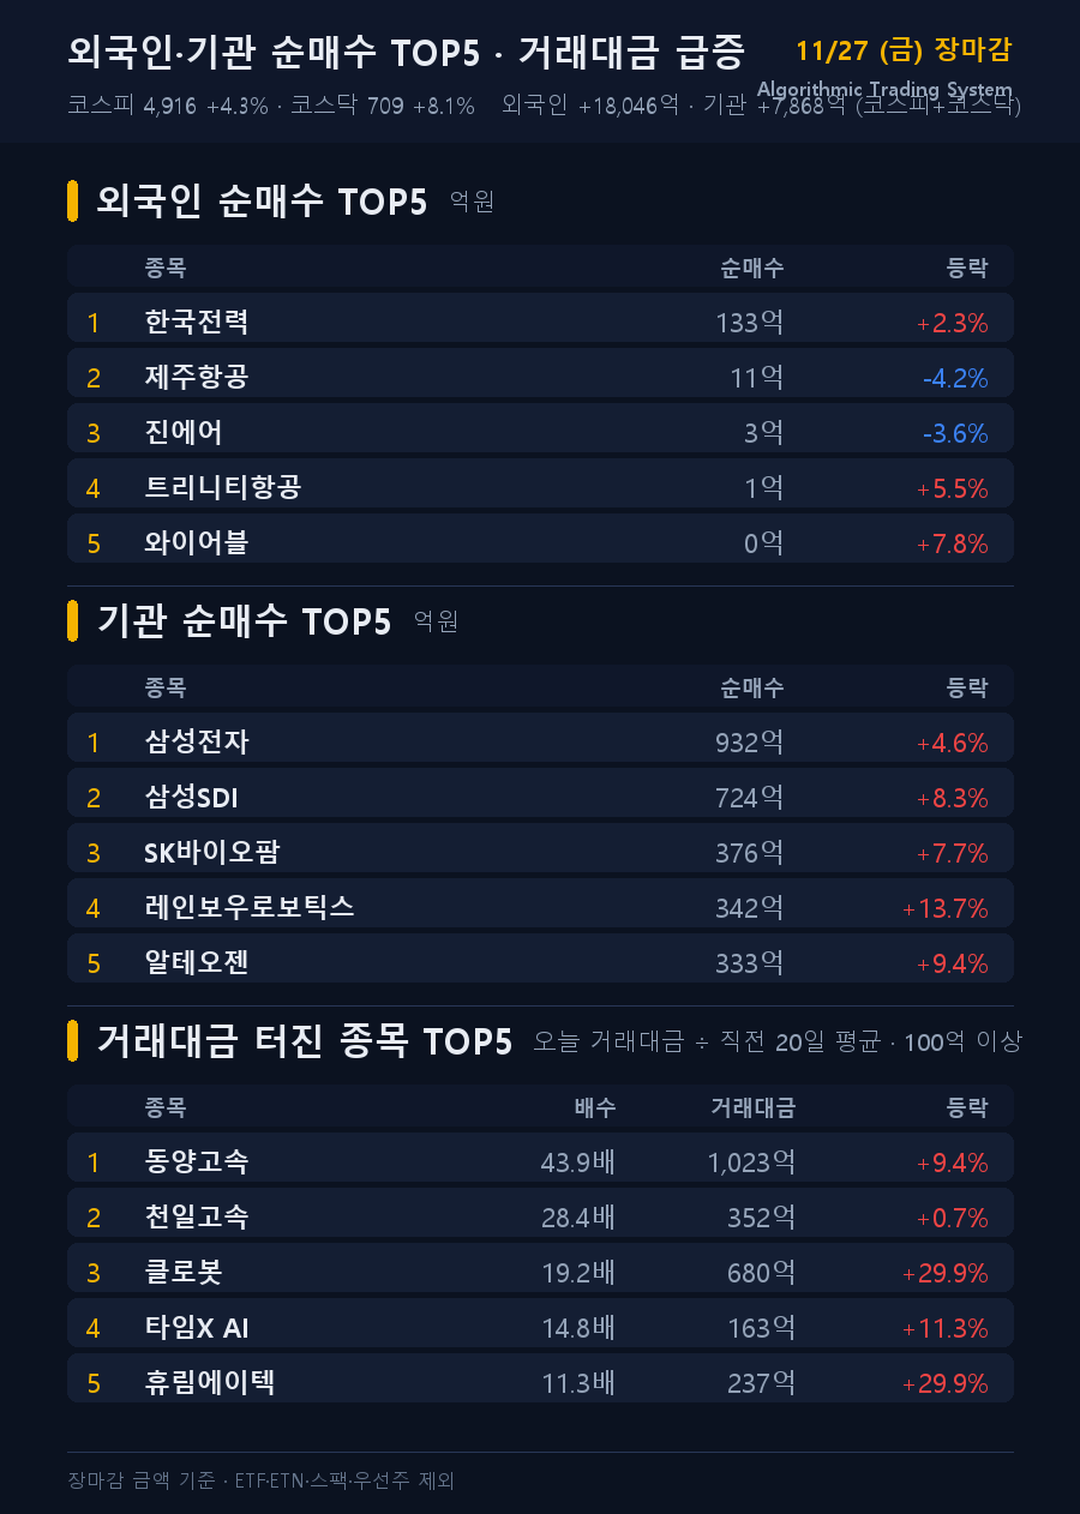 외국인·기관 순매수 TOP5 · 거래대금 급증
11/27 (금) 장마감
Algorithmic Trading System
코스피 4,916 +4.3% · 코스닥 709 +8.1% 외국인 +18,046억 · 기관 +7,868억 (코스피+코스닥)
외국인 순매수 TOP5 억원
종목 순매수 등락
1 한국전력 133억 +2.3%
2 제주항공 11억 -4.2%
3 진에어 3억 -3.6%
4 트리니티항공 1억 +5.5%
5 와이어블 0억 +7.8%
기관 순매수 TOP5 억원
종목 순매수 등락
1 삼성전자 932억 +4.6%
2 삼성SDI 724억 +8.3%
3 SK바이오팜 376억 +7.7%
4 레인보우로보틱스 342억 +13.7%
5 알테오젠 333억 +9.4%
거래대금 터진 종목 TOP5 오늘 거래대금 ÷ 직전 20일 평균 · 100억 이상
종목 배수 거래대금 등락
1 동양고속 43.9배 1,023억 +9.4%
2 천일고속 28.4배 352억 +0.7%
3 클로봇 19.2배 680억 +29.9%
4 타임X AI 14.8배 163억 +11.3%
5 휴림에이텍 11.3배 237억 +29.9%
장마감 금액 기준 · ETF·ETN·스팩·우선주 제외